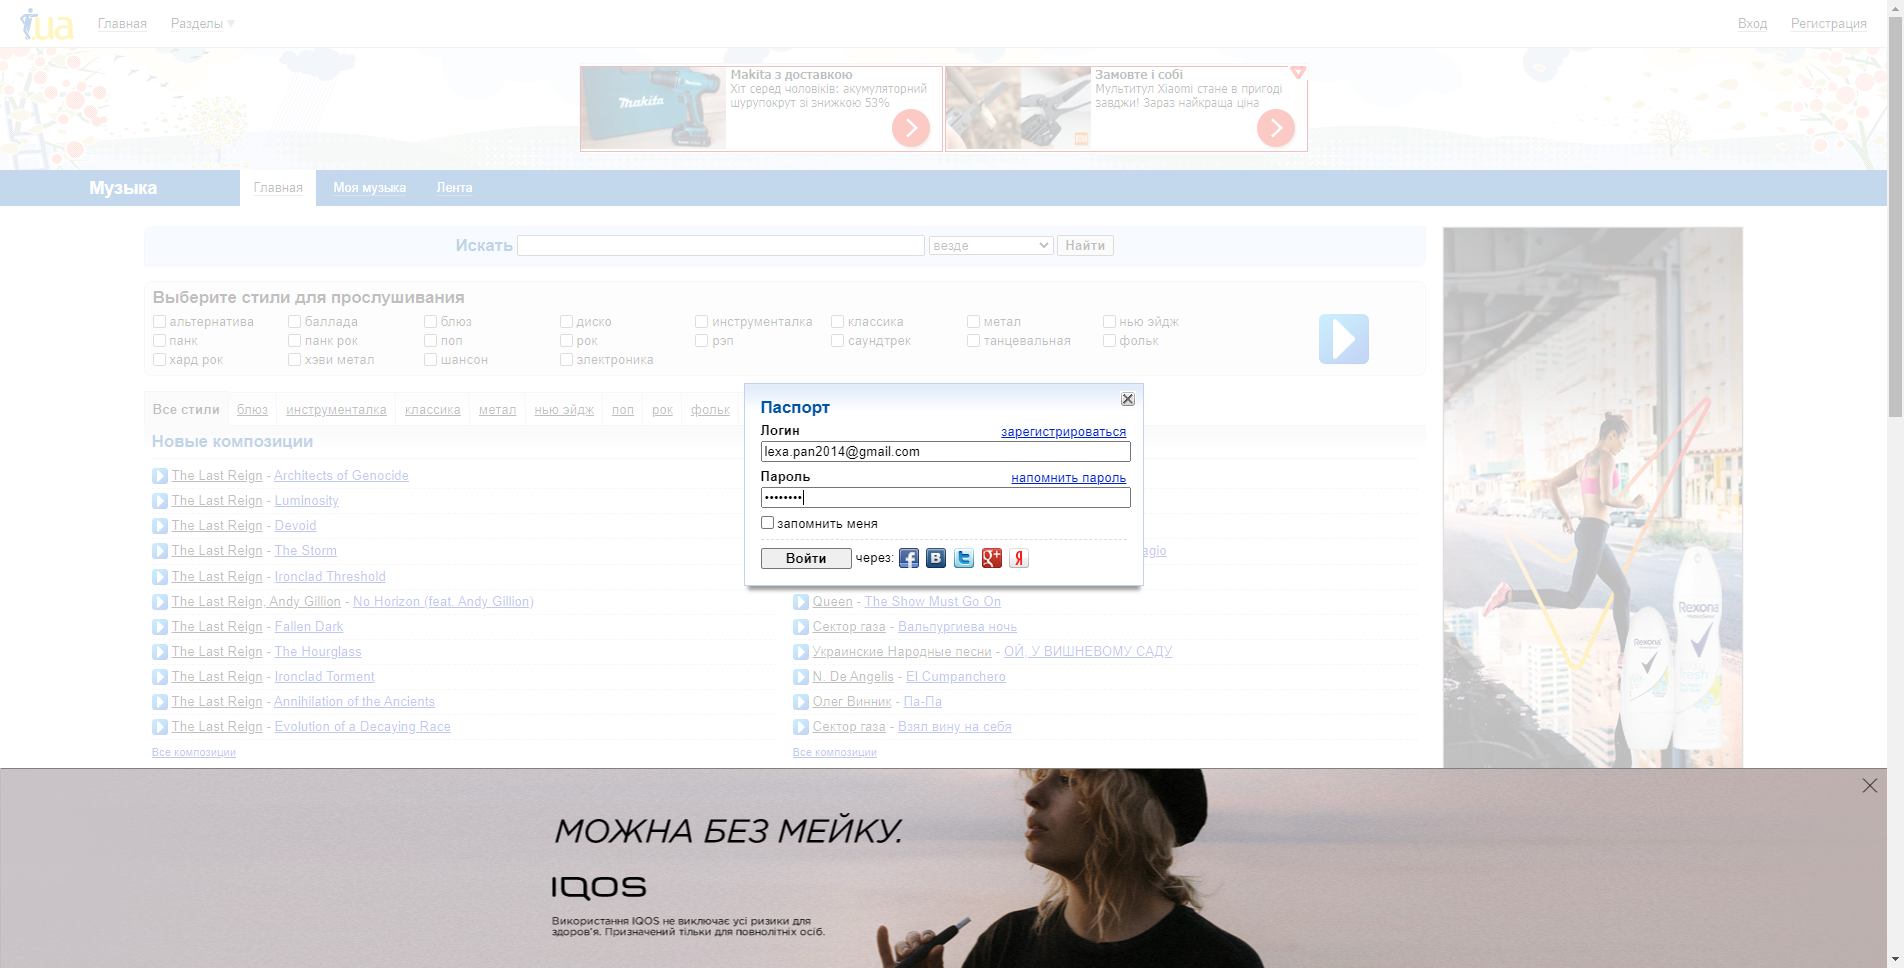 i.ua Главная Разделы ▾ Вход Регистрация
Makita з доставкою
Хіт серед чоловіків: акумуляторний
шурупокрут зі знижкою 53%
Замовте і собі
Мультитул Xiaomi стане в пригоді
завжди! Зараз найкраща ціна
Музыка Главная Моя музыка Лента
Искать везде Найти
Выберите стили для прослушивания
альтернатива баллада блюз диско инструменталка классика метал нью эйдж
панк панк рок поп рок рэп саундтрек танцевальная фольк
хард рок хэви метал шансон электроника
Все стили блюз инструменталка классика метал нью эйдж поп рок фольк
Паспорт
Логин зарегистрироваться
lexa.pan2014@gmail.com
Пароль напомнить пароль
••••••••
запомнить меня
Войти через:
Новые композиции
The Last Reign - Architects of Genocide
The Last Reign - Luminosity
The Last Reign - Devoid
The Last Reign - The Storm
The Last Reign - Ironclad Threshold
The Last Reign, Andy Gillion - No Horizon (feat. Andy Gillion)
The Last Reign - Fallen Dark
The Last Reign - The Hourglass
The Last Reign - Ironclad Torment
The Last Reign - Annihilation of the Ancients
The Last Reign - Evolution of a Decaying Race
Все композиции
agio
Queen - The Show Must Go On
Сектор газа - Вальпургиева ночь
Украинские Народные песни - ОЙ, У ВИШНЕВОМУ САДУ
N. De Angelis - El Cumpanchero
Олег Винник - Па-Па
Сектор газа - Взял вину на себя
Все композиции
Rexona
Rexona
МОЖНА БЕЗ МЕЙКУ.
IQOS
Використання IQOS не виключає усі ризики для
здоров'я. Призначений тільки для повнолітніх осіб.